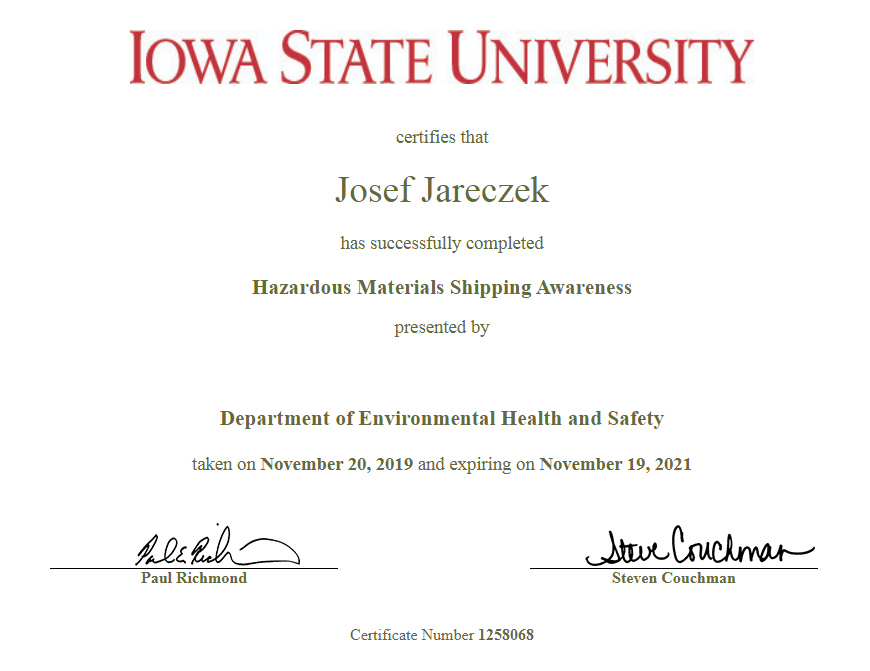 IOWA STATE UNIVERSITY
certifies that
Josef Jareczek
has successfully completed
Hazardous Materials Shipping Awareness
presented by
Department of Environmental Health and Safety
taken on November 20, 2019 and expiring on November 19, 2021
Paul E Rich
Steve Couchman
Paul Richmond
Steven Couchman
Certificate Number 1258068